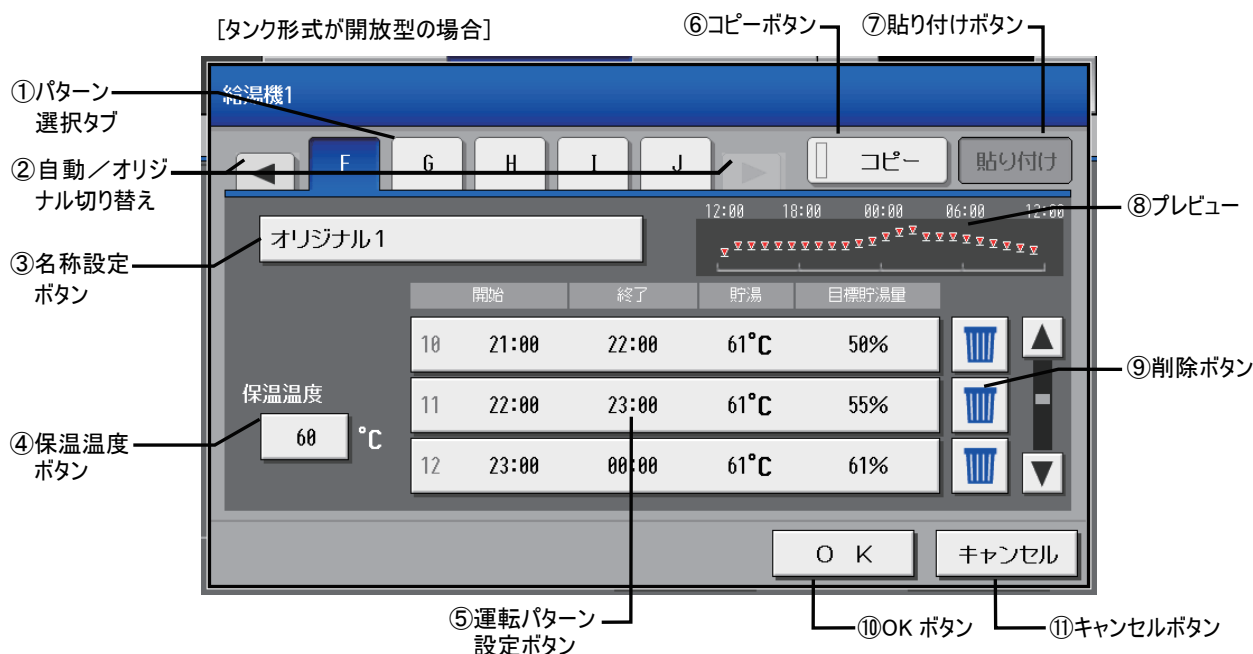 [タンク形式が開放型の場合]
⑥コピーボタン
⑦貼り付けボタン
①パターン
選択タブ
給湯機1
②自動／オリジ
ナル切り替え
◀ F G H I J ▶ コピー 貼り付け
12:00 18:00 00:00 06:00 12:00
⑧プレビュー
オリジナル1
③名称設定
ボタン
開始 終了 貯湯 目標貯湯量
10 21:00 22:00 61℃ 50%
⑨削除ボタン
保温温度
11 22:00 23:00 61℃ 55%
60 ℃
④保温温度
ボタン
12 23:00 00:00 61℃ 61%
OK キャンセル
⑤運転パターン
設定ボタン
⑩OK ボタン
⑪キャンセルボタン